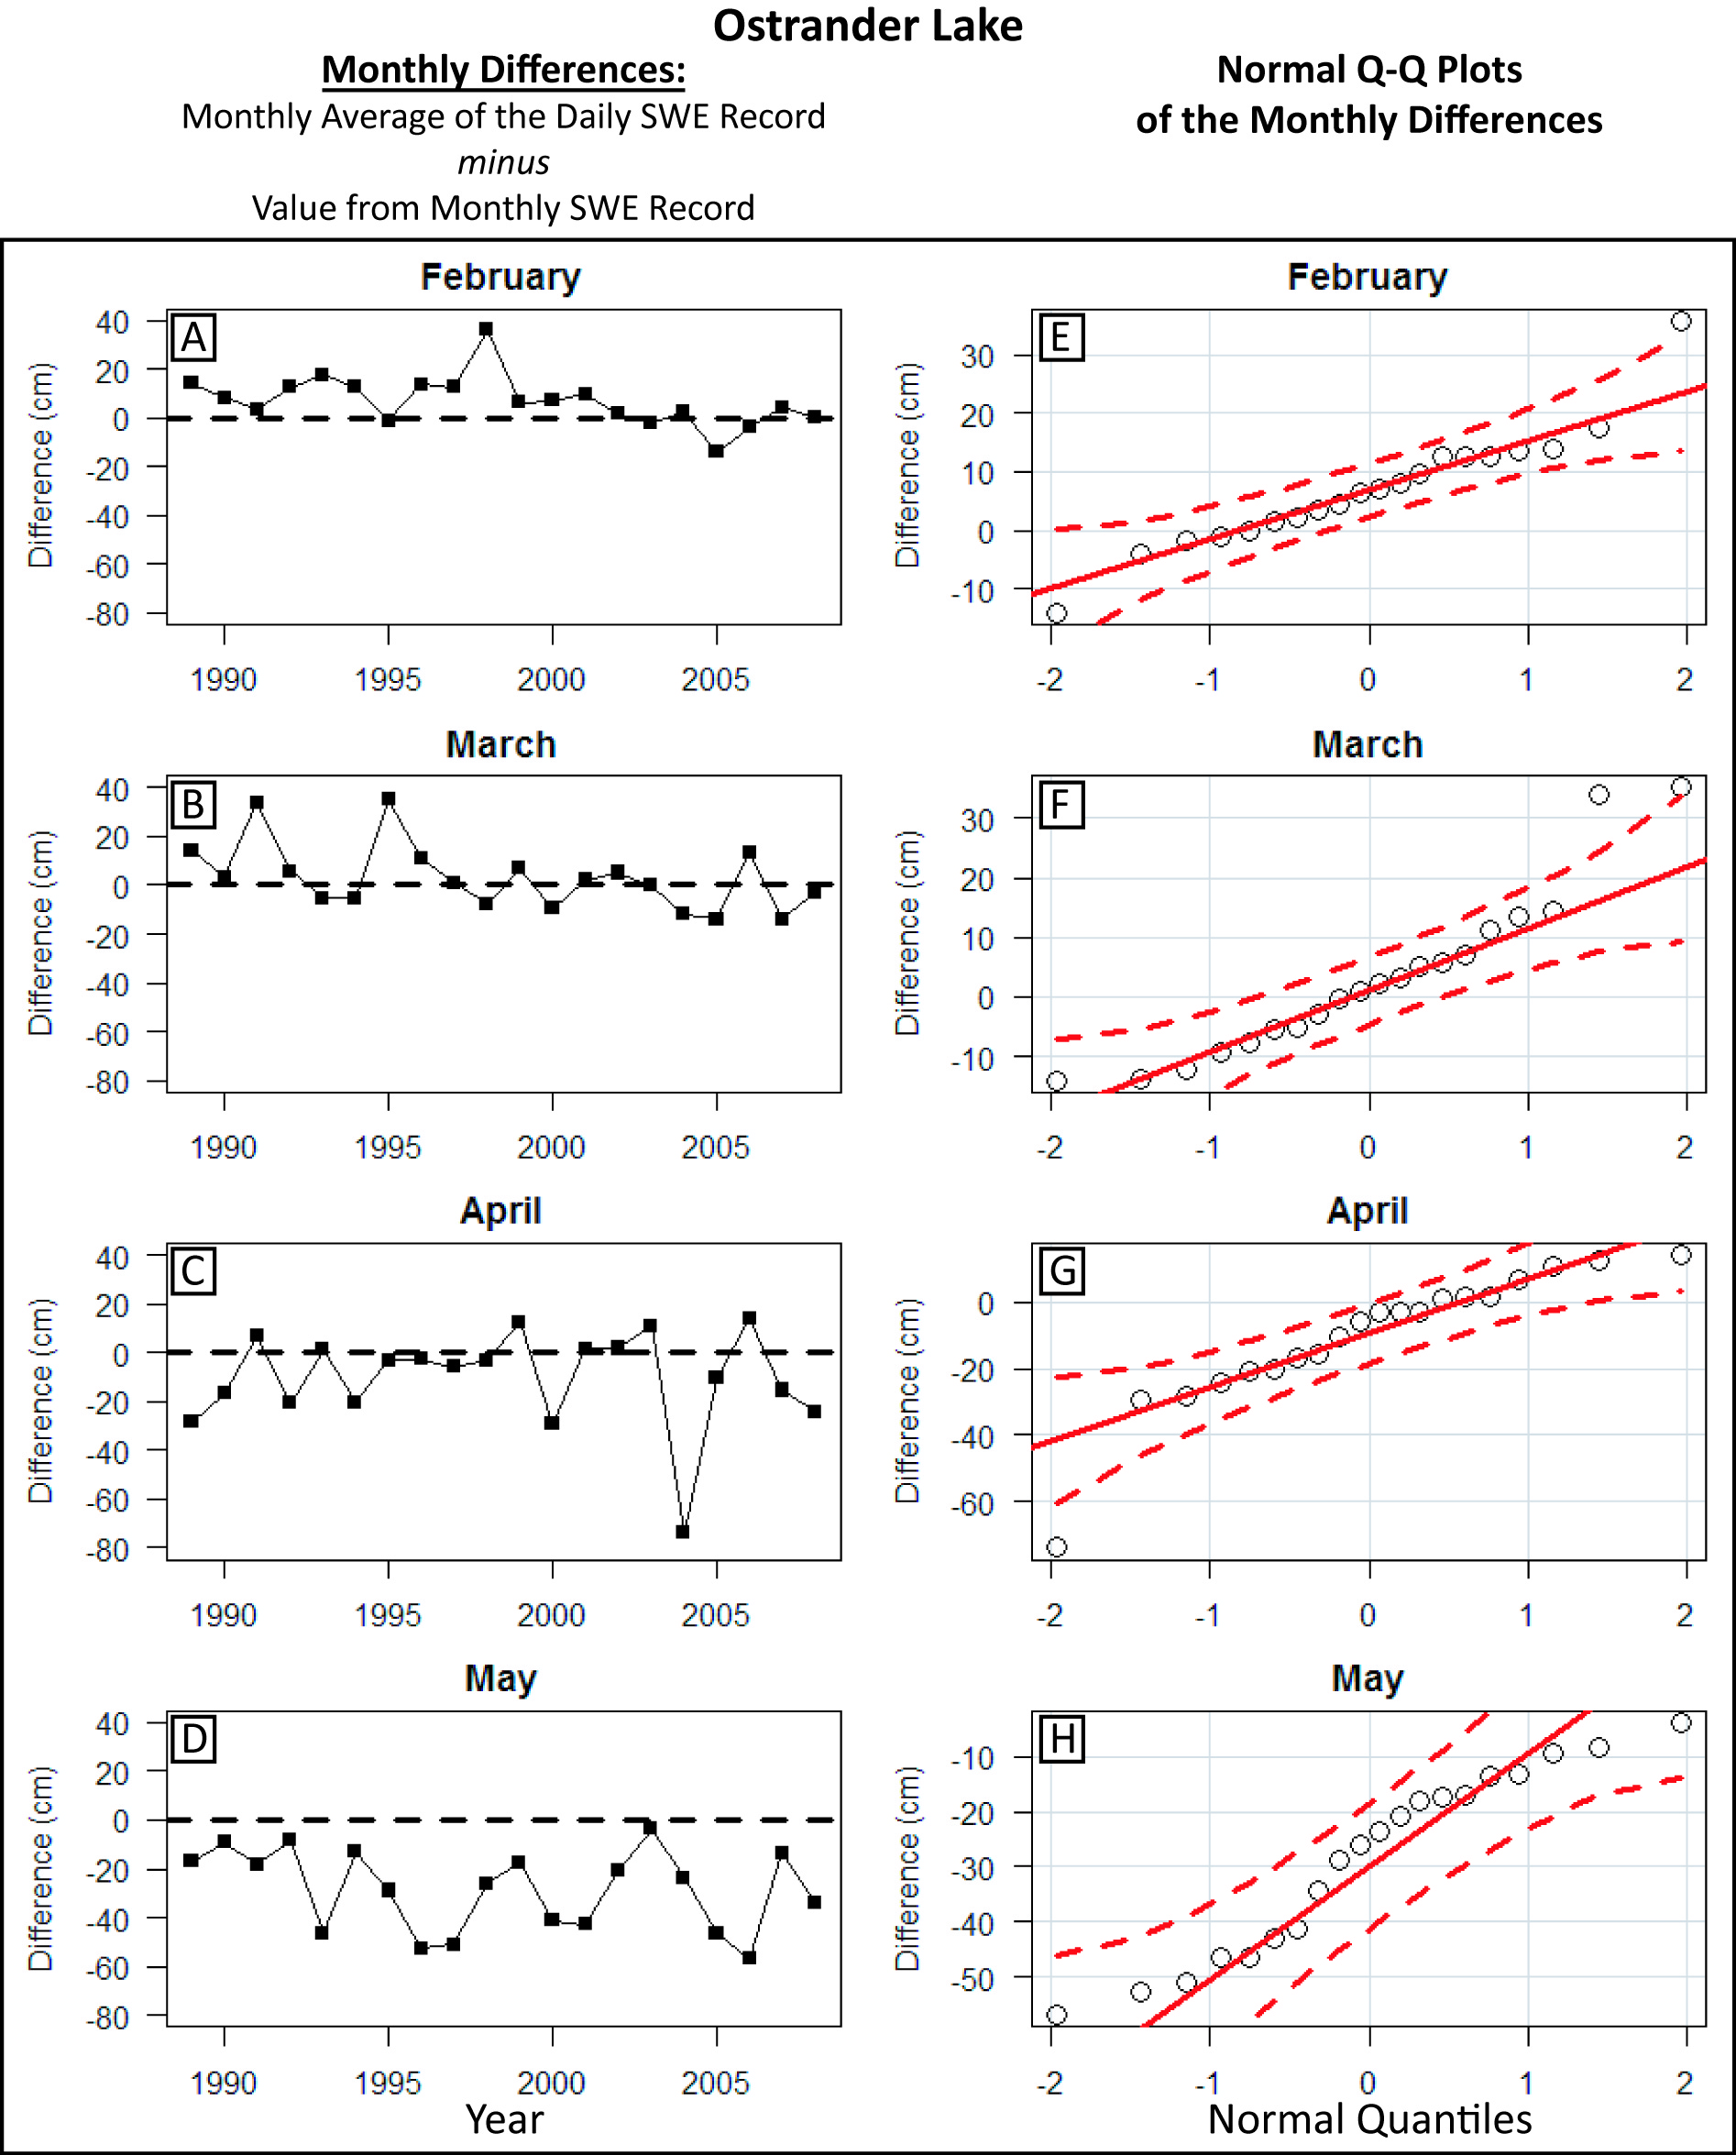 Ostrander Lake
Monthly Differences:
Monthly Average of the Daily SWE Record
minus
Value from Monthly SWE Record
Normal Q-Q Plots
of the Monthly Differences
February
A
Difference (cm)
40
20
0
-20
-40
-60
-80
1990 1995 2000 2005
February
E
Difference (cm)
30
20
10
0
-10
-2 -1 0 1 2
March
B
Difference (cm)
40
20
0
-20
-40
-60
-80
1990 1995 2000 2005
March
F
Difference (cm)
30
20
10
0
-10
-2 -1 0 1 2
April
C
Difference (cm)
40
20
0
-20
-40
-60
-80
1990 1995 2000 2005
April
G
Difference (cm)
0
-20
-40
-60
-2 -1 0 1 2
May
D
Difference (cm)
40
20
0
-20
-40
-60
-80
1990 1995 2000 2005
Year
May
H
Difference (cm)
-10
-20
-30
-40
-50
-2 -1 0 1 2
Normal Quantiles